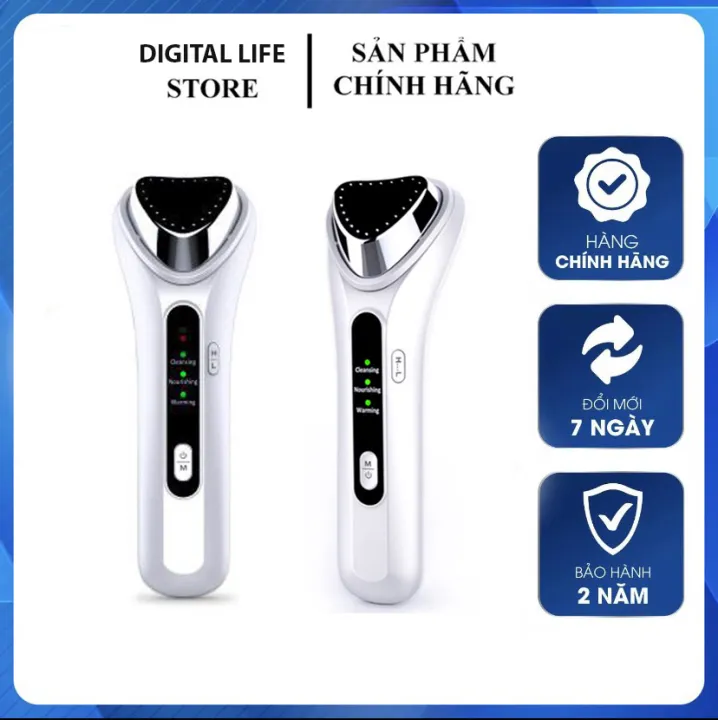 DIGITAL LIFE
STORE
SẢN PHẨM
CHÍNH HÃNG
H
L
Cleansing
Nourishing
Warming
M
H-L
Cleansing
Nourishing
Warming
M
HÀNG
CHÍNH HÃNG
ĐỔI MỚI
7 NGÀY
BẢO HÀNH
2 NĂM